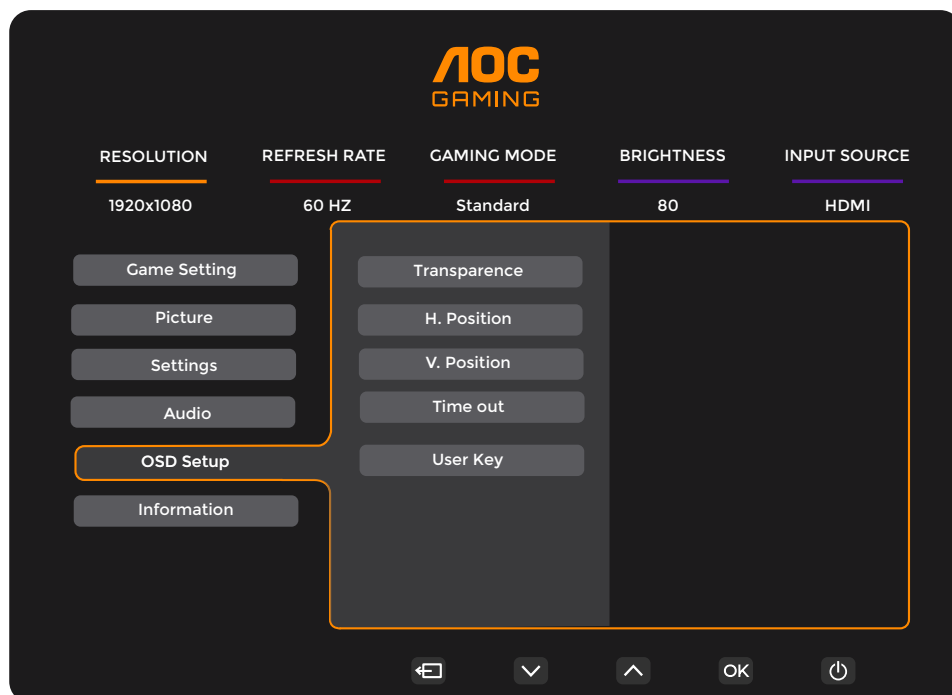 AOC
GAMING
RESOLUTION REFRESH RATE GAMING MODE BRIGHTNESS INPUT SOURCE
1920x1080 60 HZ Standard 80 HDMI
Game Setting Transparence
Picture H. Position
Settings V. Position
Audio Time out
OSD Setup User Key
Information
OK